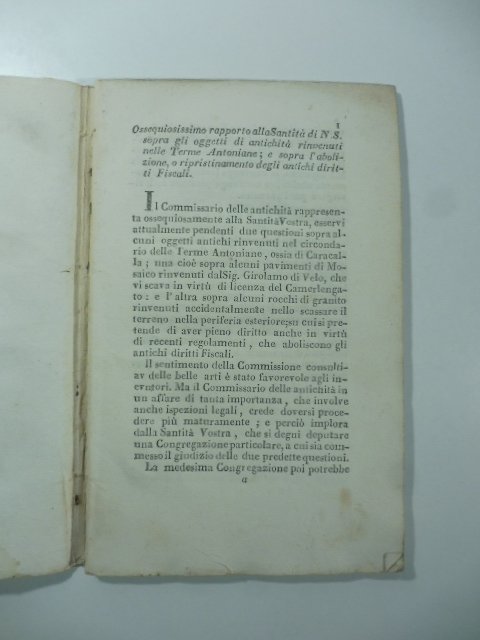 1
Ossequiosissimo rapporto alla Santità di N S.
sopra gli oggetti di antichità rinvenuti
nelle Terme Antoniane; e sopra l'aboli-
zione, o ripristinamento degli antichi dirit-
ti Fiscali.
Il Commissario delle antichità rappresen-
ta ossequiosamente alla Santità Vostra, esservi
attualmente pendenti due questioni sopra al-
cuni oggetti antichi rinvenuti nel circonda-
rio delle Terme Antoniane, ossia di Caracal-
la; una cioè sopra alcuni pavimenti di Mo-
saico rinvenuti dal Sig. Girolamo di Velo, che
vi scava in virtù di licenza del Camerlenga-
to: e l'altra sopra alcuni rocchi di granito
rinvenuti accidentalmente nello scassare il
terreno nella periferia esteriore; su cui si pre-
tende di aver pieno diritto anche in virtù
di recenti regolamenti, che aboliscono gli
antichi diritti Fiscali.
Il sentimento della Commissione consulti-
av delle belle arti è stato favorevole agli in-
evntori. Ma il Commissario delle antichità in
un affare di tanta importanza, che involve
anche ispezioni legali, crede doversi proce-
dere più maturamente; e perciò implora
dalla Santità Vostra, che si degni deputare
una Congregazione particolare, a cui sia com-
messo il giudizio delle due predette questioni.
La medesima Congregazione poi potrebbe
a